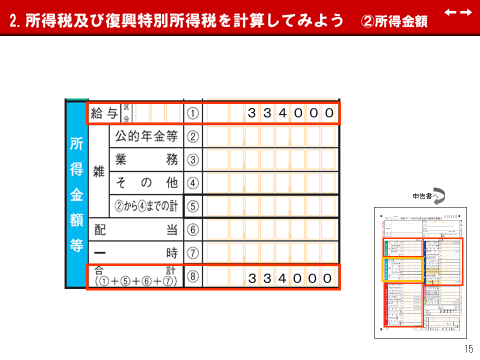 2.所得税及び復興特別所得税を計算してみよう ②所得金額
← →
所得金額等
給与 区分 ① 334000
雑
公的年金等 ②
業務 ③
その他 ④
②から④までの計 ⑤
配当 ⑥
一時 ⑦
合計
(①+⑤+⑥+⑦) ⑧ 334000
申告書へ
15